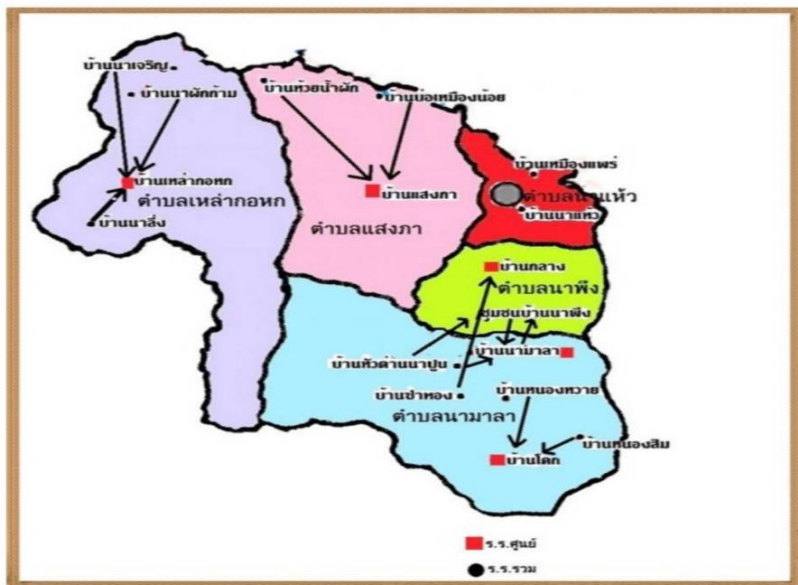 บ้านนาเจริญ
บ้านนาผักก้าม
บ้านห้วยน้ำผัก
บ้านบ่อเหมืองน้อย
บ้านเหมืองแพร่
บ้านเหล่ากอหก
ตำบลเหล่ากอหก
บ้านแสงภา
ตำบลนาแห้ว
บ้านนาแห้ว
บ้านนาลึ่ง
ตำบลแสงภา
บ้านกลาง
ตำบลนาพึง
ชุมชนบ้านนาพึง
บ้านนามาลา
บ้านหัวด่านนาปูน
บ้านซำทอง
บ้านหนองหวาย
ตำบลนามาลา
บ้านหนองสิม
บ้านโคก
ร.ร.ศูนย์
ร.ร.รวม